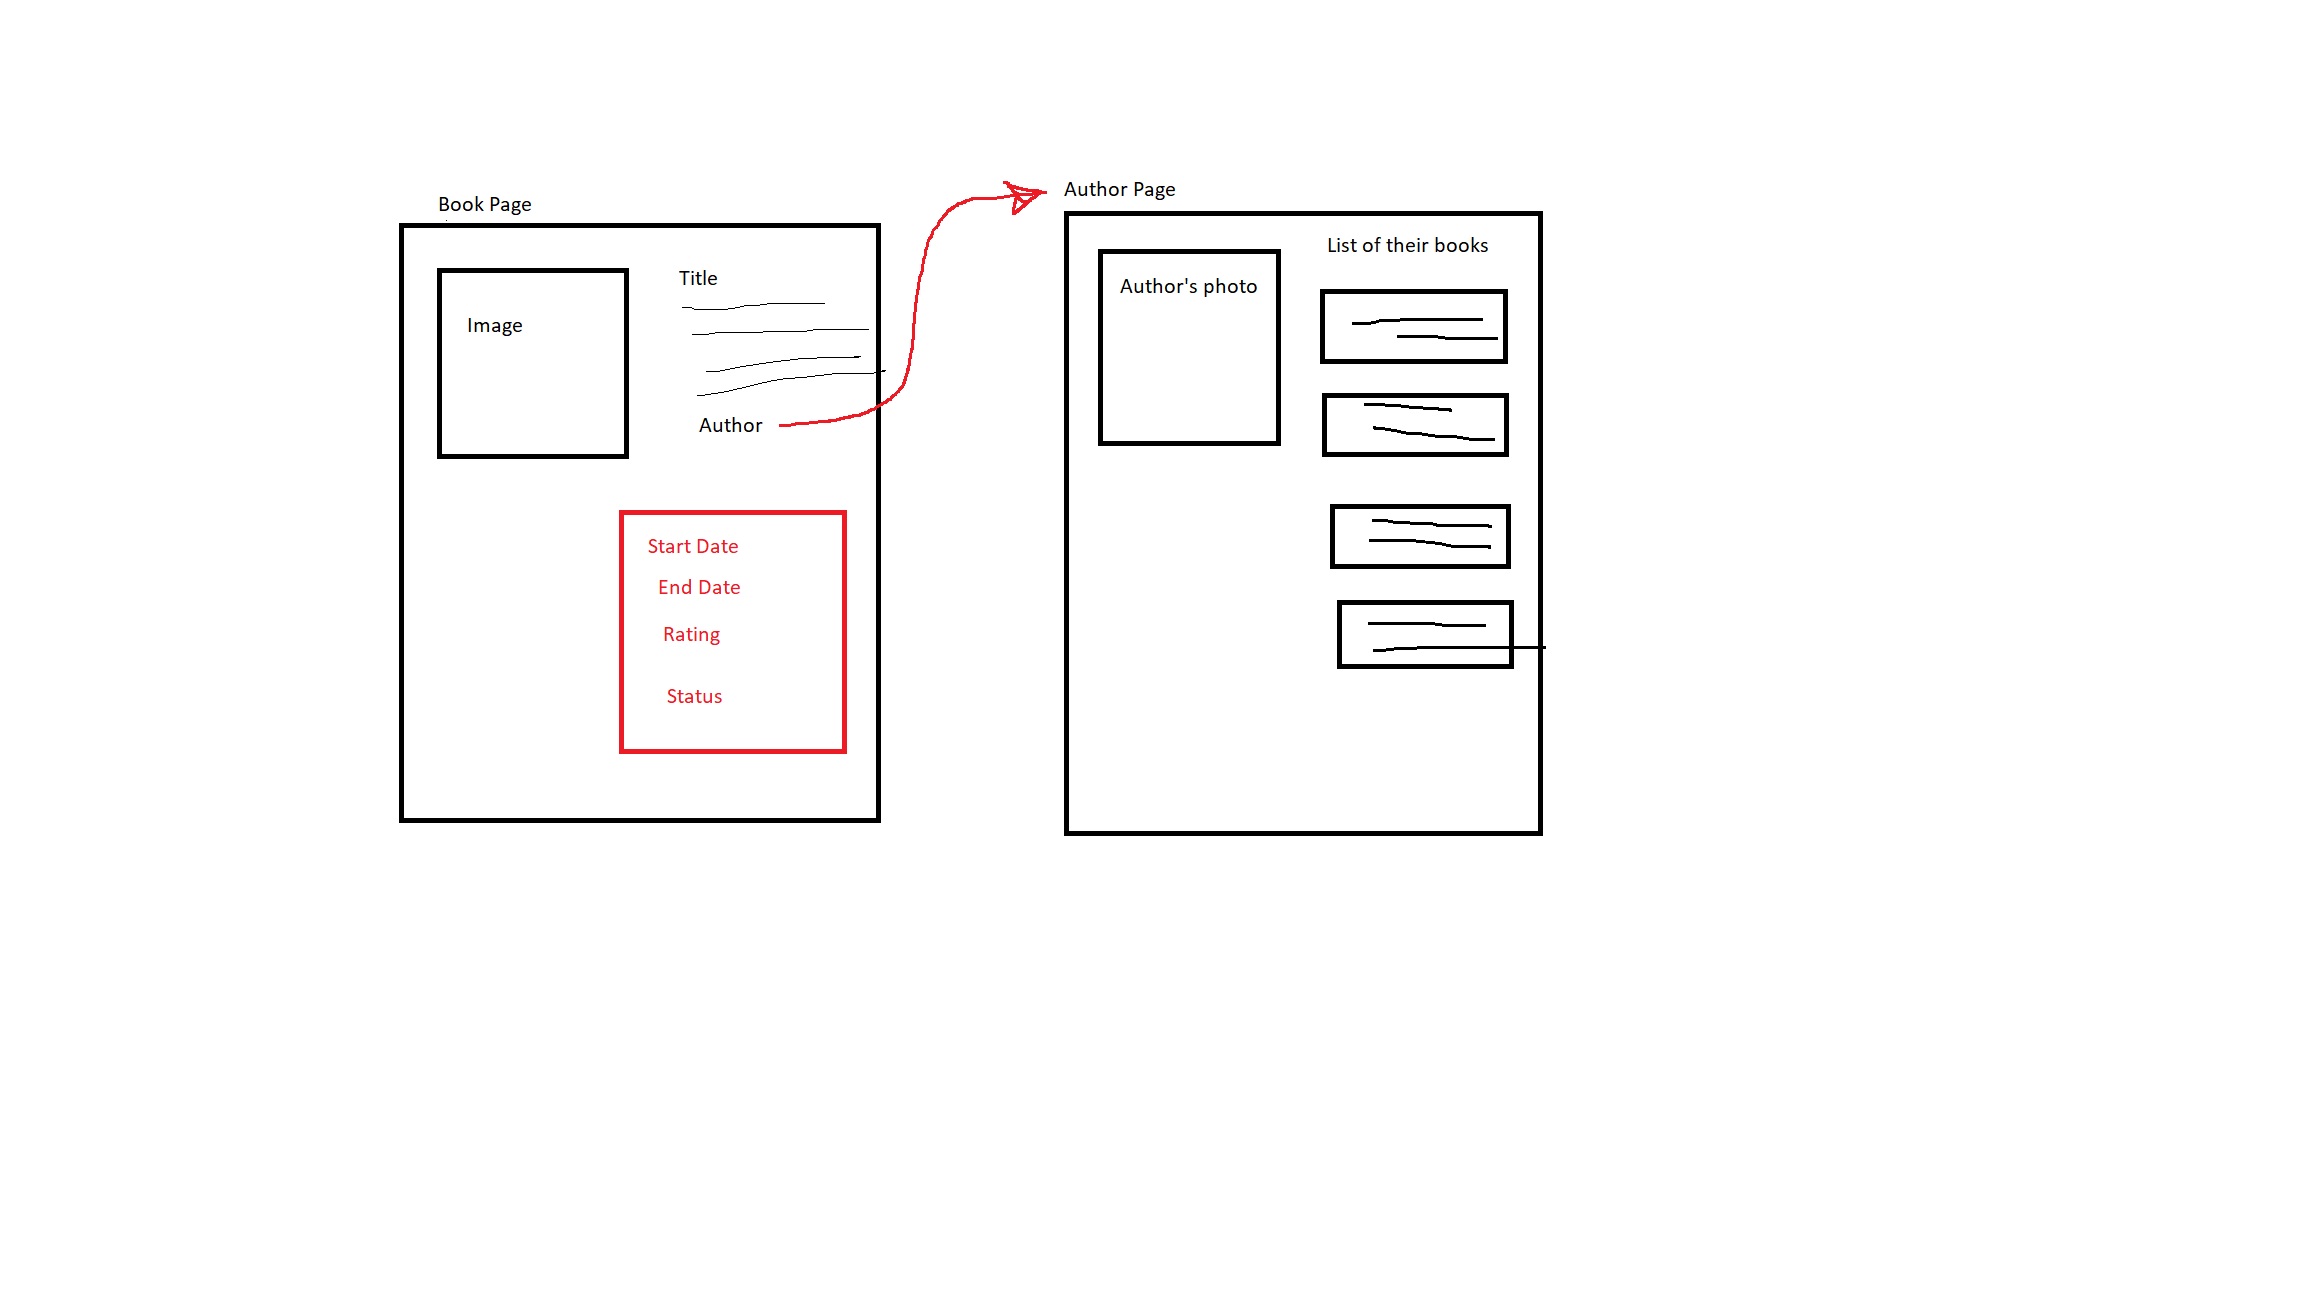 Book Page
Image
Title
Author
Start Date
End Date
Rating
Status
Author Page
Author's photo
List of their books